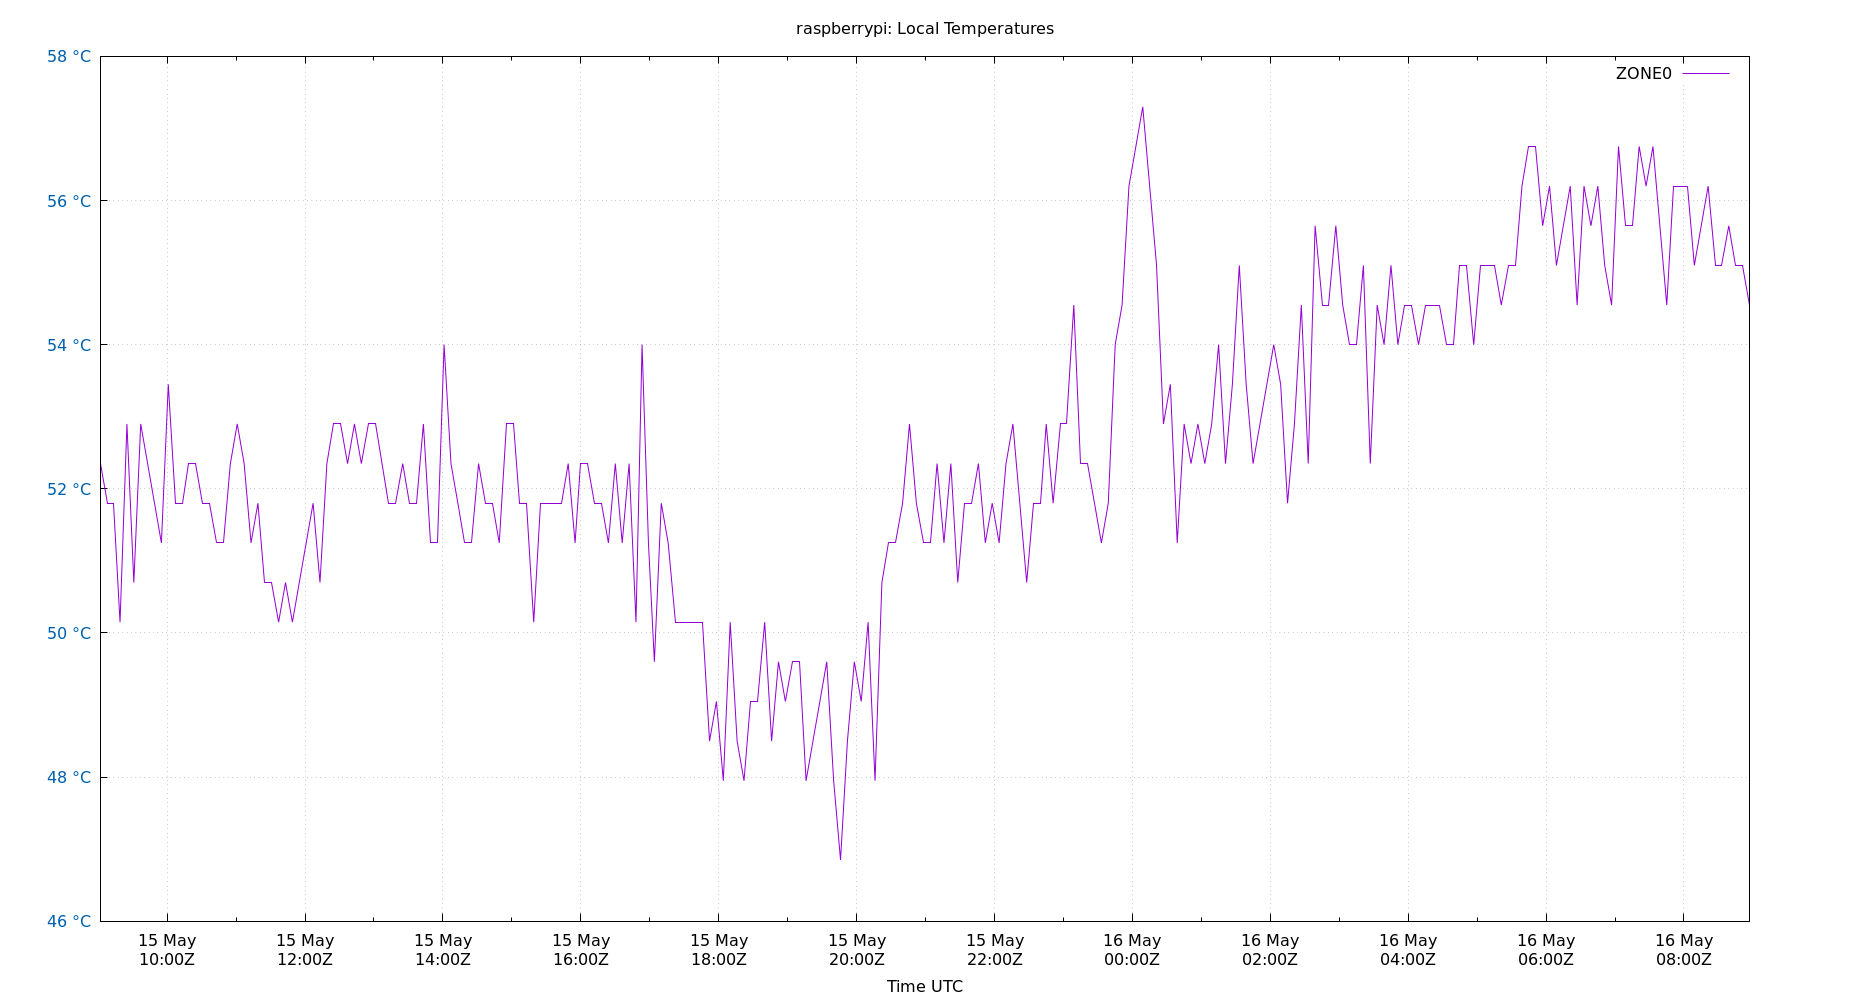 raspberrypi: Local Temperatures
58 °C
ZONE0
56 °C
54 °C
52 °C
50 °C
48 °C
46 °C
15 May 15 May 15 May 15 May 15 May 15 May 15 May 16 May 16 May 16 May 16 May 16 May
10:00Z 12:00Z 14:00Z 16:00Z 18:00Z 20:00Z 22:00Z 00:00Z 02:00Z 04:00Z 06:00Z 08:00Z
Time UTC